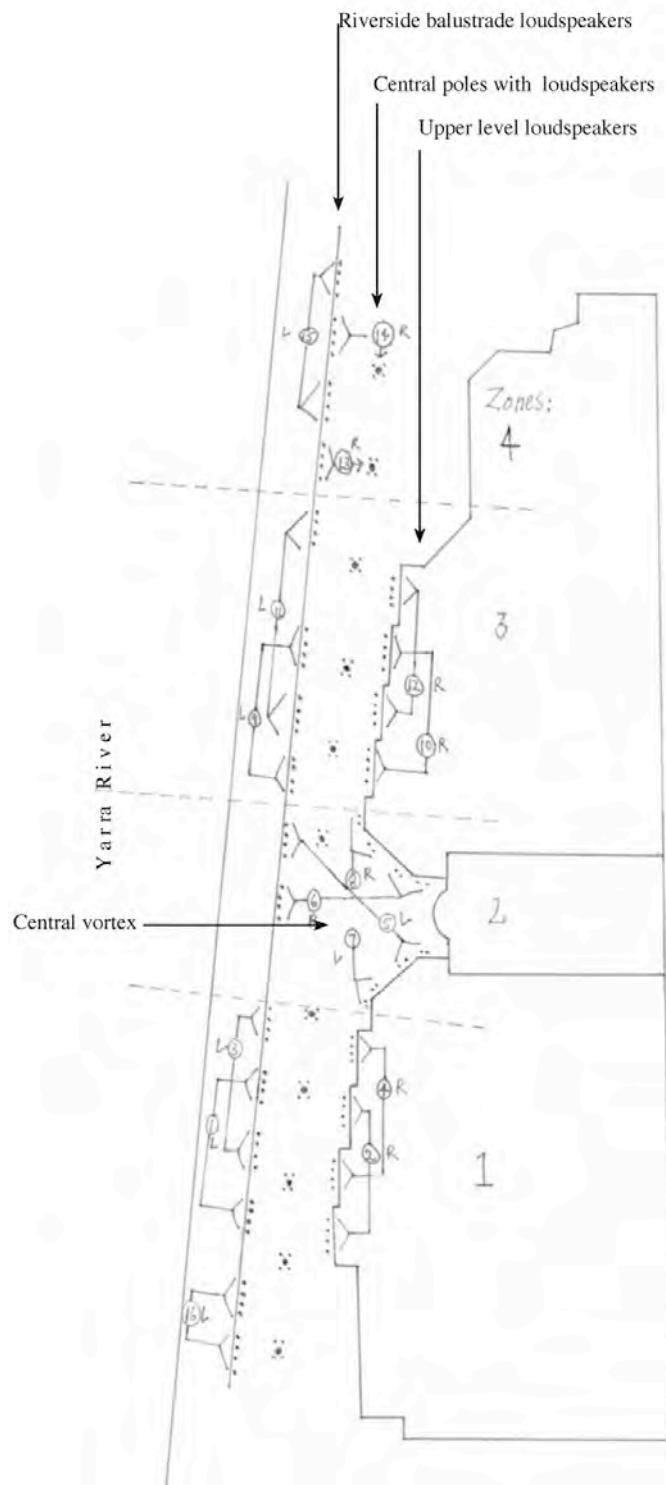 Riverside balustrade loudspeakers
Central poles with loudspeakers
Upper level loudspeakers
L 15
14 R
Zones:
4
R
13
3
L 11
12 R
L 9
10 R
Yarra River
R
6
R
5 L
2
Central vortex
7
L
L 3
4 R
1
L
2 R
1
16 L